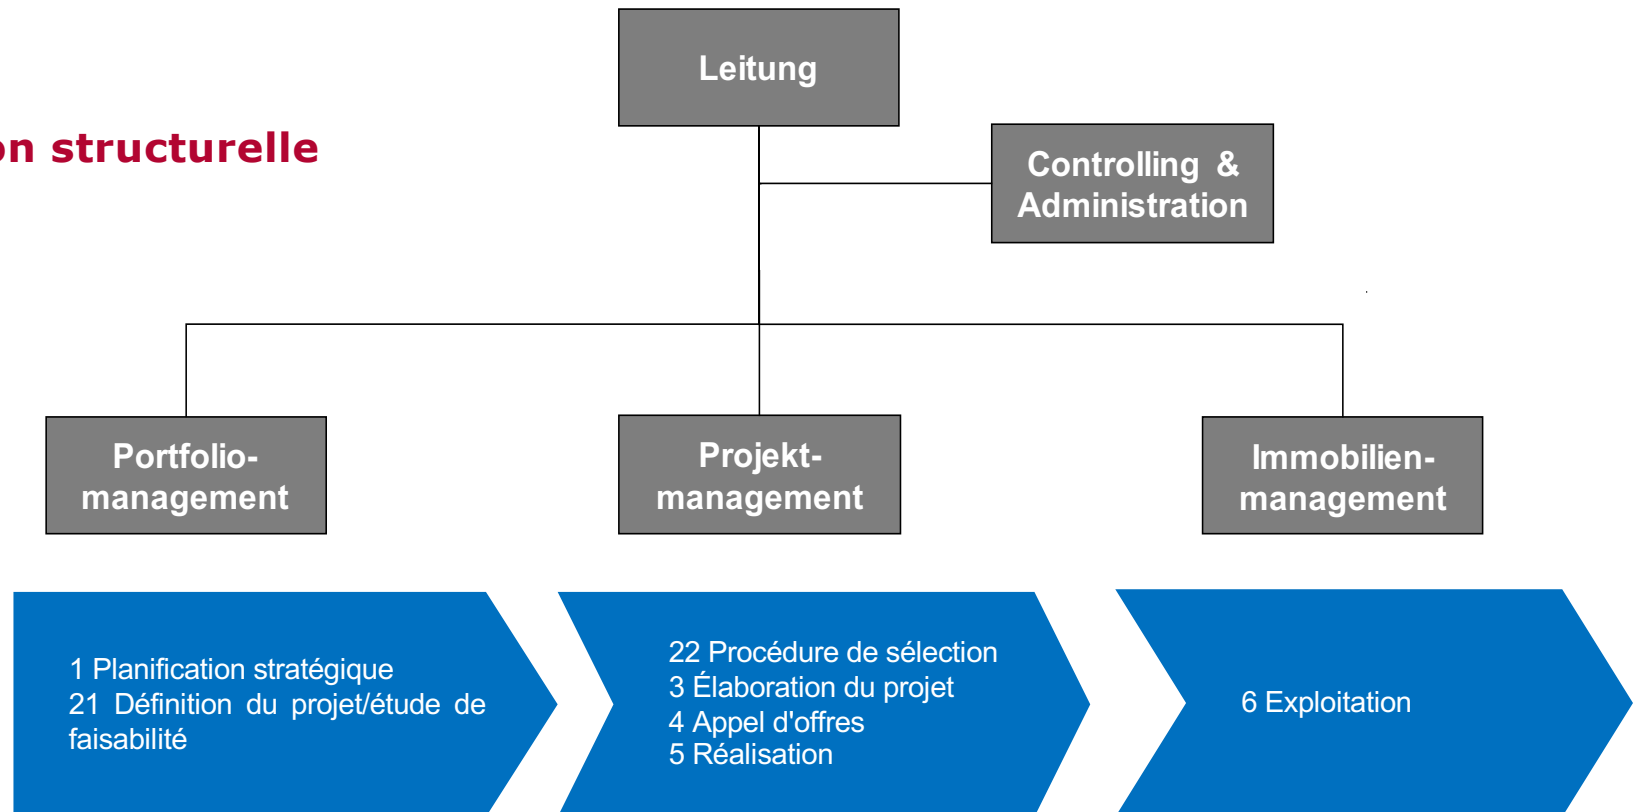 Leitung
on structurelle
Controlling &
Administration
Portfolio-
management
Projekt-
management
Immobilien-
management
1 Planification stratégique
21 Définition du projet/étude de
faisabilité
22 Procédure de sélection
3 Élaboration du projet
4 Appel d'offres
5 Réalisation
6 Exploitation